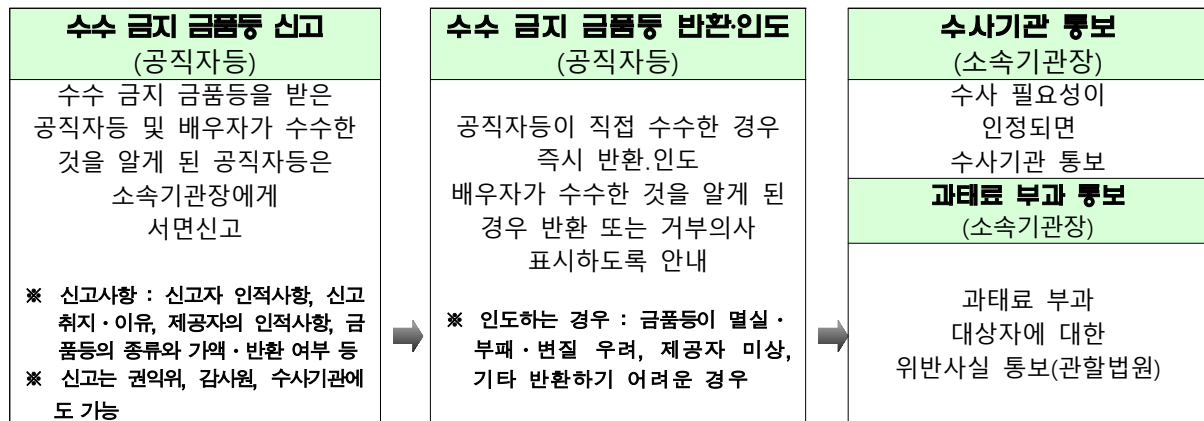 수수 금지 금품등 신고
(공직자등)
수수 금지 금품등을 받은
공직자등 및 배우자가 수수한
것을 알게 된 공직자등은
소속기관장에게
서면신고
※ 신고사항 : 신고자 인적사항, 신고
취지·이유, 제공자의 인적사항, 금
품등의 종류와 가액·반환 여부 등
※ 신고는 권익위, 감사원, 수사기관에
도 가능
수수 금지 금품등 반환·인도
(공직자등)
공직자등이 직접 수수한 경우
즉시 반환.인도
배우자가 수수한 것을 알게 된
경우 반환 또는 거부의사
표시하도록 안내
※ 인도하는 경우 : 금품등이 멸실·
부패·변질 우려, 제공자 미상,
기타 반환하기 어려운 경우
수사기관 통보
(소속기관장)
수사 필요성이
인정되면
수사기관 통보
과태료 부과 통보
(소속기관장)
과태료 부과
대상자에 대한
위반사실 통보(관할법원)